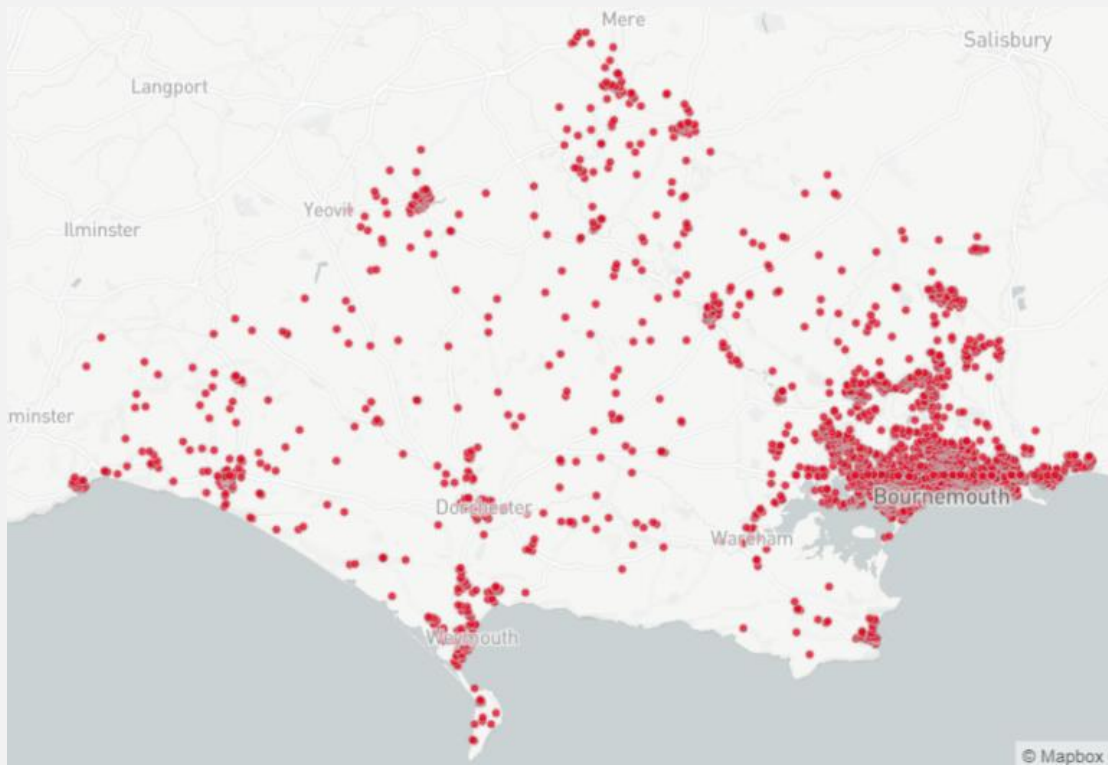 Mere
Salisbury
Langport
Yeovil
Ilminster
minster
Dorchester
Bournemouth
Wareham
Weymouth
© Mapbox